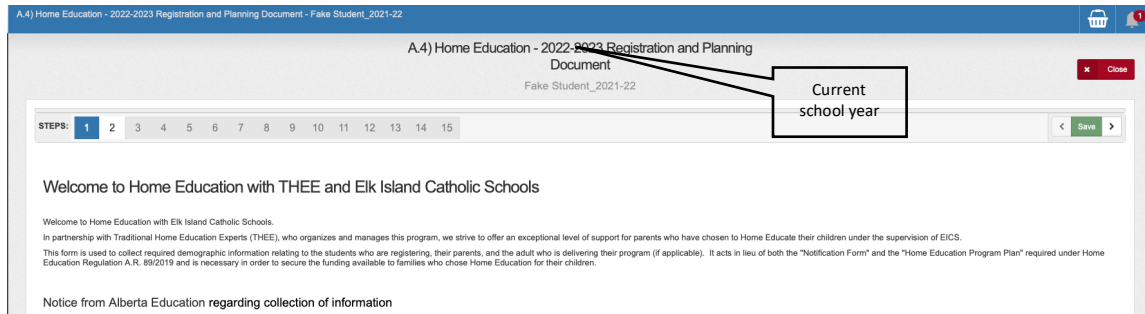 A.4) Home Education - 2022-2023 Registration and Planning Document - Fake Student_2021-22
1
A.4) Home Education - 2022-2023 Registration and Planning
Document
Fake Student_2021-22
× Close
Current
school year
STEPS: 1 2 3 4 5 6 7 8 9 10 11 12 13 14 15
< Save >
Welcome to Home Education with THEE and Elk Island Catholic Schools
Welcome to Home Education with Elk Island Catholic Schools.
In partnership with Traditional Home Education Experts (THEE), who organizes and manages this program, we strive to offer an exceptional level of support for parents who have chosen to Home Educate their children under the supervision of EICS.
This form is used to collect required demographic information relating to the students who are registering, their parents, and the adult who is delivering their program (if applicable). It acts in lieu of both the "Notification Form" and the "Home Education Program Plan" required under Home
Education Regulation A.R. 89/2019 and is necessary in order to secure the funding available to families who chose Home Education for their children.
Notice from Alberta Education regarding collection of information